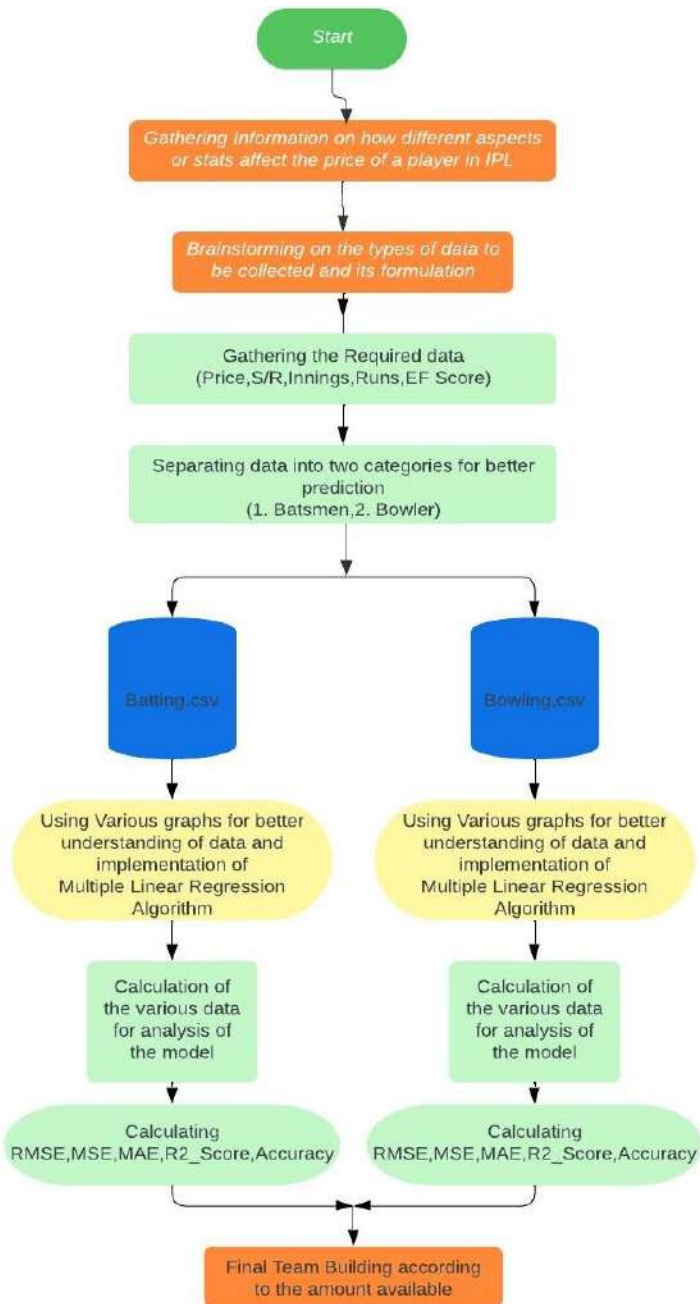 Start
Gathering Information on how different aspects
or stats affect the price of a player in IPL
Brainstorming on the types of data to
be collected and its formulation
Gathering the Required data
(Price,S/R,Innings,Runs,EF Score)
Separating data into two categories for better
prediction
(1. Batsmen,2. Bowler)
Batting.csv
Bowling.csv
Using Various graphs for better
understanding of data and
implementation of
Multiple Linear Regression
Algorithm
Using Various graphs for better
understanding of data and
implementation of
Multiple Linear Regression
Algorithm
Calculation of
the various data
for analysis of
the model
Calculation of
the various data
for analysis of
the model
Calculating
RMSE,MSE,MAE,R2_Score,Accuracy
Calculating
RMSE,MSE,MAE,R2_Score,Accuracy
Final Team Building according
to the amount available